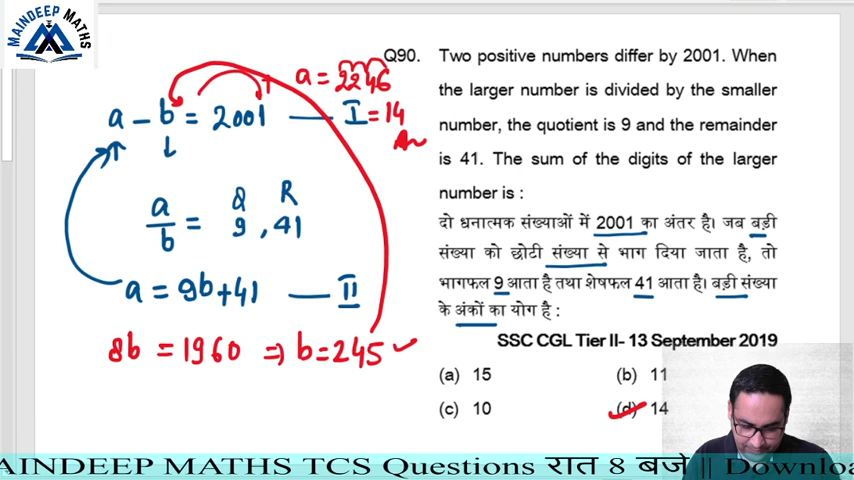 MAINDEEP MATHS
a = 2246
a - b = 2001 — I = 14
Ans
a/b = Q 9, R 41
a = 9b+41 — II
8b = 1960 ⇒ b = 245 ✓
Q90. Two positive numbers differ by 2001. When
the larger number is divided by the smaller
number, the quotient is 9 and the remainder
is 41. The sum of the digits of the larger
number is :
दो धनात्मक संख्याओं में 2001 का अंतर है। जब बड़ी
संख्या को छोटी संख्या से भाग दिया जाता है, तो
भागफल 9 आता है तथा शेषफल 41 आता है। बड़ी संख्या
के अंकों का योग है :
SSC CGL Tier II- 13 September 2019
(a) 15 (b) 11
(c) 10 (d) 14
AINDEEP MATHS TCS Questions रात 8 बजे || Downloa